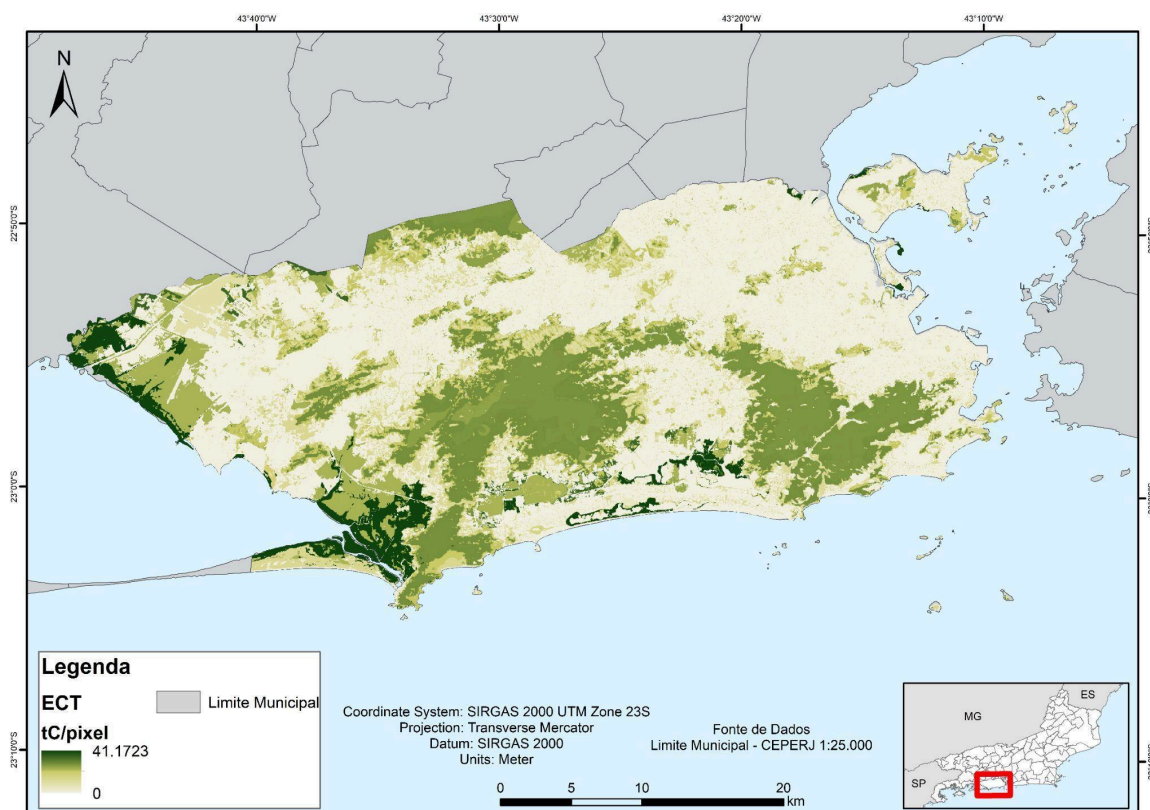 43°40'0"W
43°30'0"W
43°20'0"W
43°10'0"W
N
22°50'0"S
23°0'0"S
23°10'0"S
Legenda
ECT
Limite Municipal
tC/pixel
41.1723
0
Coordinate System: SIRGAS 2000 UTM Zone 23S
Projection: Transverse Mercator
Datum: SIRGAS 2000
Units: Meter
Fonte de Dados
Limite Municipal - CEPERJ 1:25.000
0
5
10
20
km
MG
ES
SP